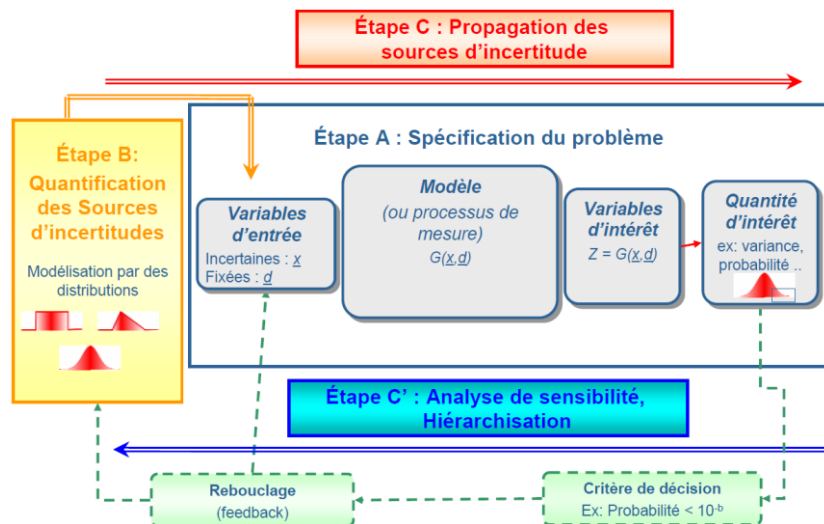 Étape C : Propagation des
sources d'incertitude
Étape A : Spécification du problème
Étape B:
Quantification
des Sources
d'incertitudes
Modélisation par des
distributions
Variables
d'entrée
Incertaines : x
Fixées : d
Modèle
(ou processus de
mesure)
G(x,d)
Variables
d'intérêt
Z = G(x,d)
Quantité
d'intérêt
ex: variance,
probabilité ..
Étape C' : Analyse de sensibilité,
Hiérarchisation
Rebouclage
(feedback)
Critère de décision
Ex: Probabilité < 10-b